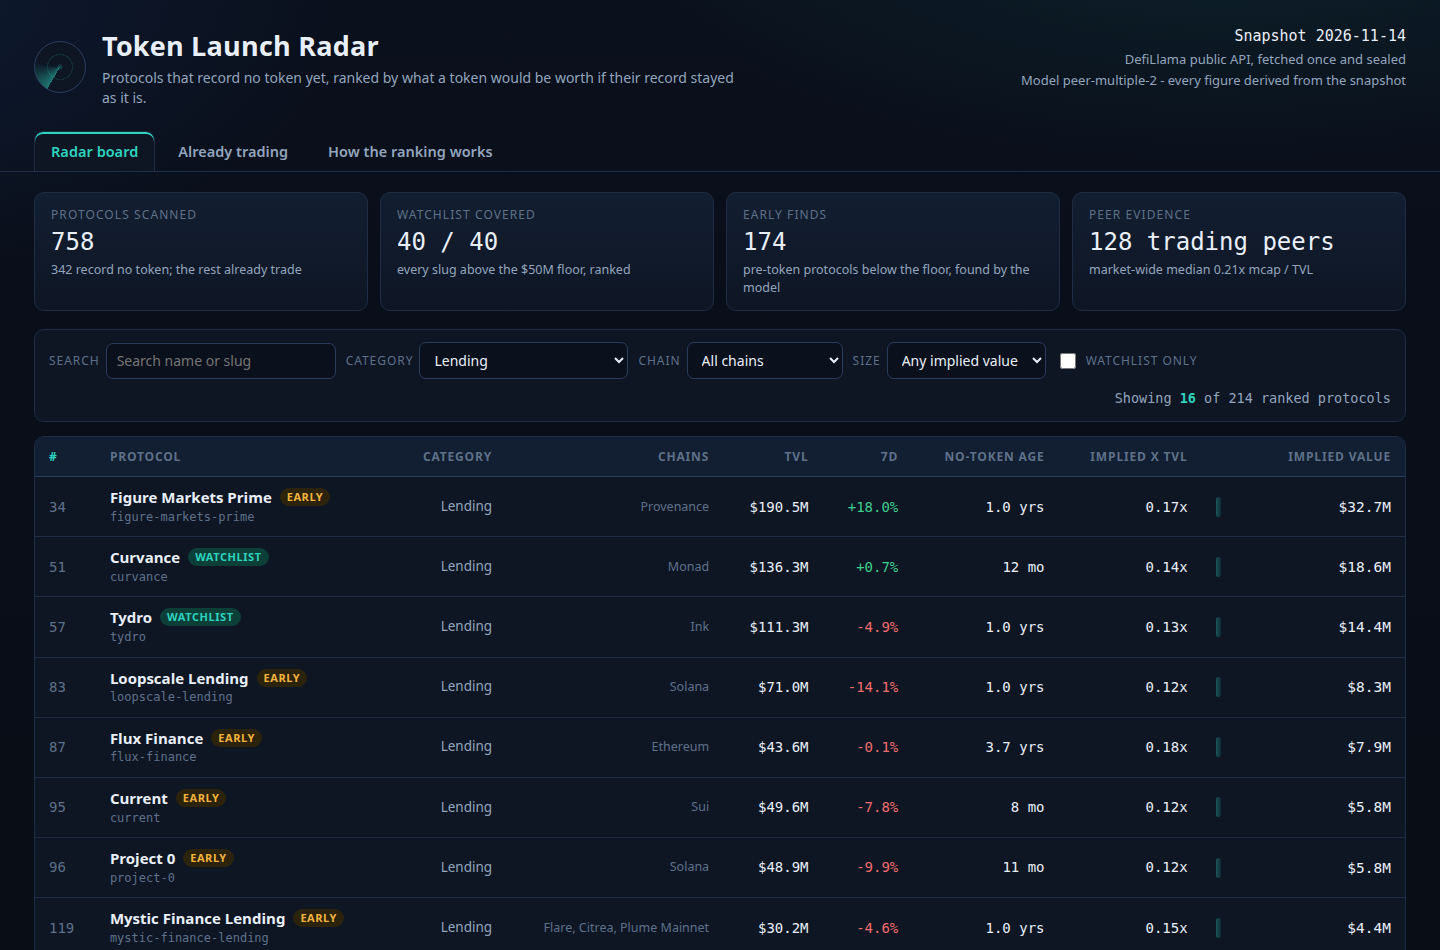 Token Launch Radar
Protocols that record no token yet, ranked by what a token would be worth if their record stayed
as it is.
Snapshot 2026-11-14
DefiLlama public API, fetched once and sealed
Model peer-multiple-2 - every figure derived from the snapshot
Radar board Already trading How the ranking works
PROTOCOLS SCANNED
758
342 record no token; the rest already trade
WATCHLIST COVERED
40 / 40
every slug above the $50M floor, ranked
EARLY FINDS
174
pre-token protocols below the floor, found by the
model
PEER EVIDENCE
128 trading peers
market-wide median 0.21x mcap / TVL
SEARCH Search name or slug CATEGORY Lending CHAIN All chains SIZE Any implied value WATCHLIST ONLY
Showing 16 of 214 ranked protocols
# PROTOCOL CATEGORY CHAINS TVL 7D NO-TOKEN AGE IMPLIED X TVL IMPLIED VALUE
34 Figure Markets Prime EARLY Lending Provenance $190.5M +18.0% 1.0 yrs 0.17x $32.7M
figure-markets-prime
51 Curvance WATCHLIST Lending Monad $136.3M +0.7% 12 mo 0.14x $18.6M
curvance
57 Tydro WATCHLIST Lending Ink $111.3M -4.9% 1.0 yrs 0.13x $14.4M
tydro
83 Loopscale Lending EARLY Lending Solana $71.0M -14.1% 1.0 yrs 0.12x $8.3M
loopscale-lending
87 Flux Finance EARLY Lending Ethereum $43.6M -0.1% 3.7 yrs 0.18x $7.9M
flux-finance
95 Current EARLY Lending Sui $49.6M -7.8% 8 mo 0.12x $5.8M
current
96 Project 0 EARLY Lending Solana $48.9M -9.9% 11 mo 0.12x $5.8M
project-0
119 Mystic Finance Lending EARLY Lending Flare, Citrea, Plume Mainnet $30.2M -4.6% 1.0 yrs 0.15x $4.4M
mystic-finance-lending